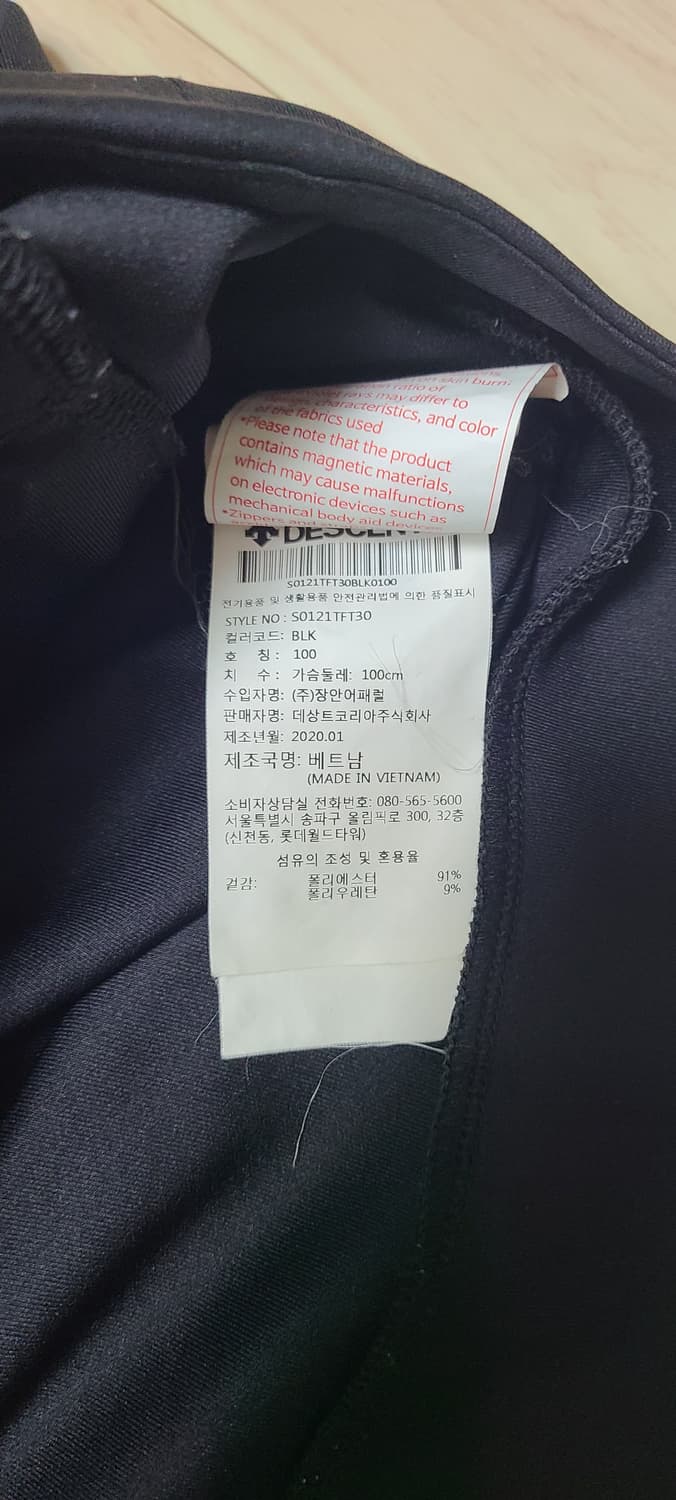 on skin burn.
ratio of
rays may differ to
characteristics, and color
of the fabrics used
*Please note that the product
contains magnetic materials,
which may cause malfunctions
on electronic devices such as
mechanical body aid devices
*Zippers and
S0121TFT30BLK0100
전기용품 및 생활용품 안전관리법에 의한 품질표시
STYLE NO : S0121TFT30
컬러코드: BLK
호 칭 : 100
치 수 : 가슴둘레: 100cm
수입자명: (주)장안어패럴
판매자명: 데상트코리아주식회사
제조년월: 2020.01
제조국명: 베트남
(MADE IN VIETNAM)
소비자상담실 전화번호: 080-565-5600
서울특별시 송파구 올림픽로 300, 32층
(신천동, 롯데월드타워)
섬유의 조성 및 혼용율
겉감: 폴리에스터 91%
폴리우레탄 9%